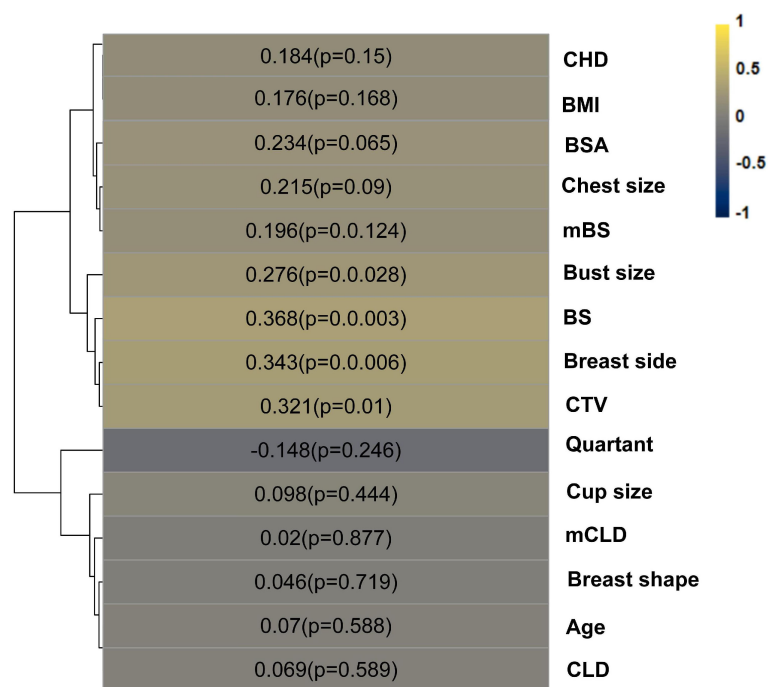 0.184(p=0.15) CHD
0.176(p=0.168) BMI
0.234(p=0.065) BSA
0.215(p=0.09) Chest size
0.196(p=0.0.124) mBS
0.276(p=0.0.028) Bust size
0.368(p=0.0.003) BS
0.343(p=0.0.006) Breast side
0.321(p=0.01) CTV
-0.148(p=0.246) Quartant
0.098(p=0.444) Cup size
0.02(p=0.877) mCLD
0.046(p=0.719) Breast shape
0.07(p=0.588) Age
0.069(p=0.589) CLD
1
0.5
0
-0.5
-1